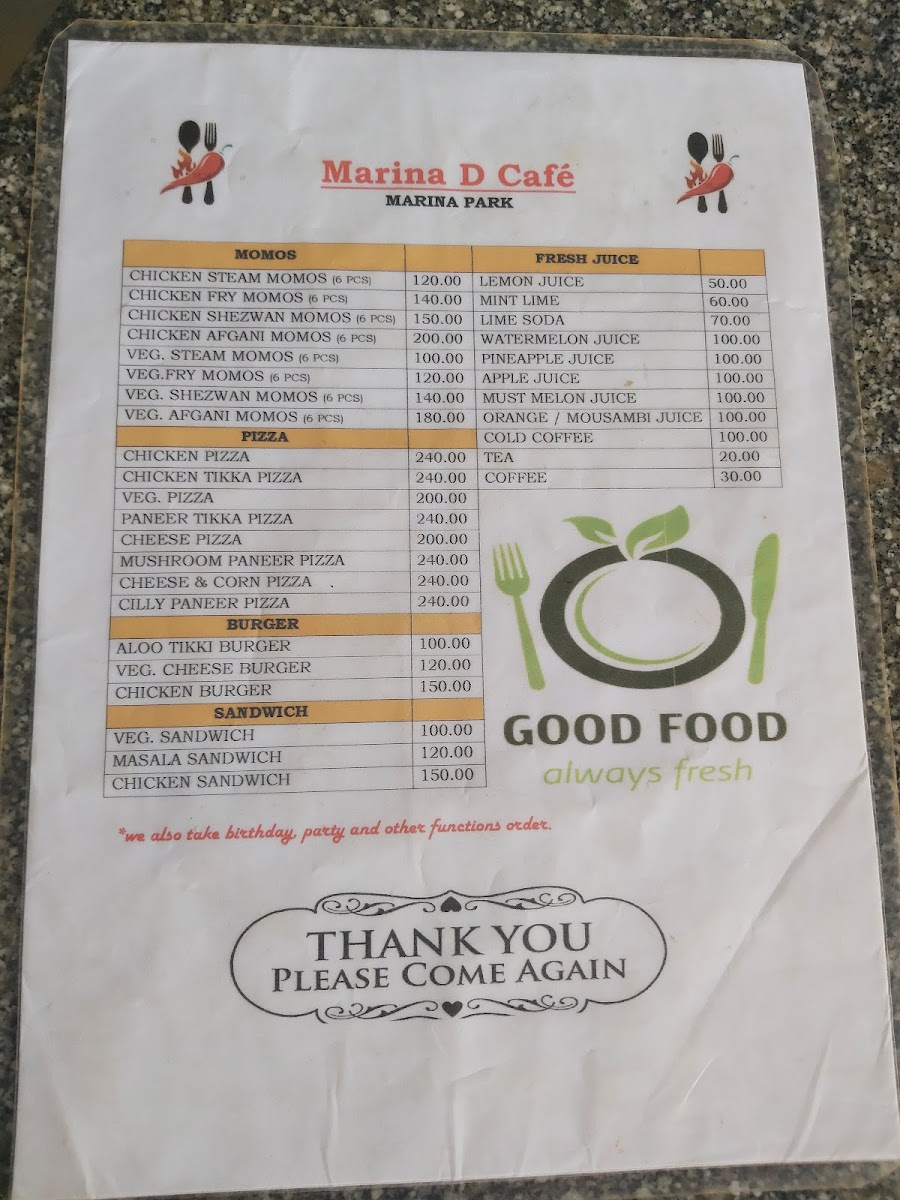 Marina D Café
MARINA PARK
MOMOS
CHICKEN STEAM MOMOS (6 PCS) 120.00
CHICKEN FRY MOMOS (6 PCS) 140.00
CHICKEN SHEZWAN MOMOS (6 PCS) 150.00
CHICKEN AFGANI MOMOS (6 PCS) 200.00
VEG. STEAM MOMOS (6 PCS) 100.00
VEG.FRY MOMOS (6 PCS) 120.00
VEG. SHEZWAN MOMOS (6 PCS) 140.00
VEG. AFGANI MOMOS (6 PCS) 180.00
PIZZA
CHICKEN PIZZA 240.00
CHICKEN TIKKA PIZZA 240.00
VEG. PIZZA 200.00
PANEER TIKKA PIZZA 240.00
CHEESE PIZZA 200.00
MUSHROOM PANEER PIZZA 240.00
CHEESE & CORN PIZZA 240.00
CILLY PANEER PIZZA 240.00
BURGER
ALOO TIKKI BURGER 100.00
VEG. CHEESE BURGER 120.00
CHICKEN BURGER 150.00
SANDWICH
VEG. SANDWICH 100.00
MASALA SANDWICH 120.00
CHICKEN SANDWICH 150.00
FRESH JUICE
LEMON JUICE 50.00
MINT LIME 60.00
LIME SODA 70.00
WATERMELON JUICE 100.00
PINEAPPLE JUICE 100.00
APPLE JUICE 100.00
MUST MELON JUICE 100.00
ORANGE / MOUSAMBI JUICE 100.00
COLD COFFEE 100.00
TEA 20.00
COFFEE 30.00
GOOD FOOD
always fresh
*we also take birthday, party and other functions order.
THANK YOU
PLEASE COME AGAIN